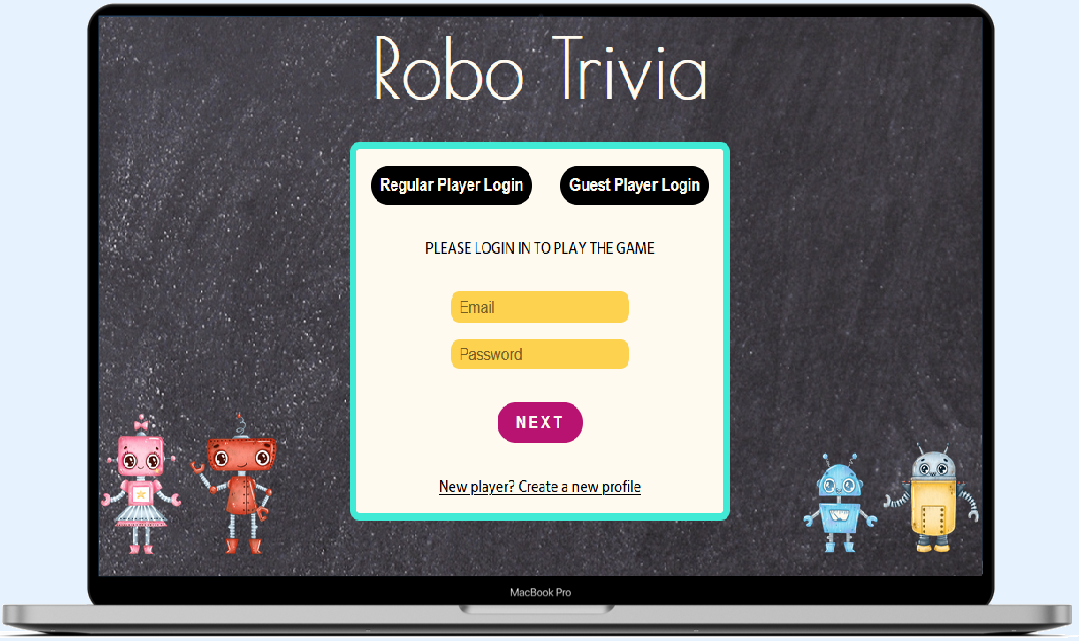 Robo Trivia
Regular Player Login
Guest Player Login
PLEASE LOGIN IN TO PLAY THE GAME
Email
Password
NEXT
New player? Create a new profile
MacBook Pro